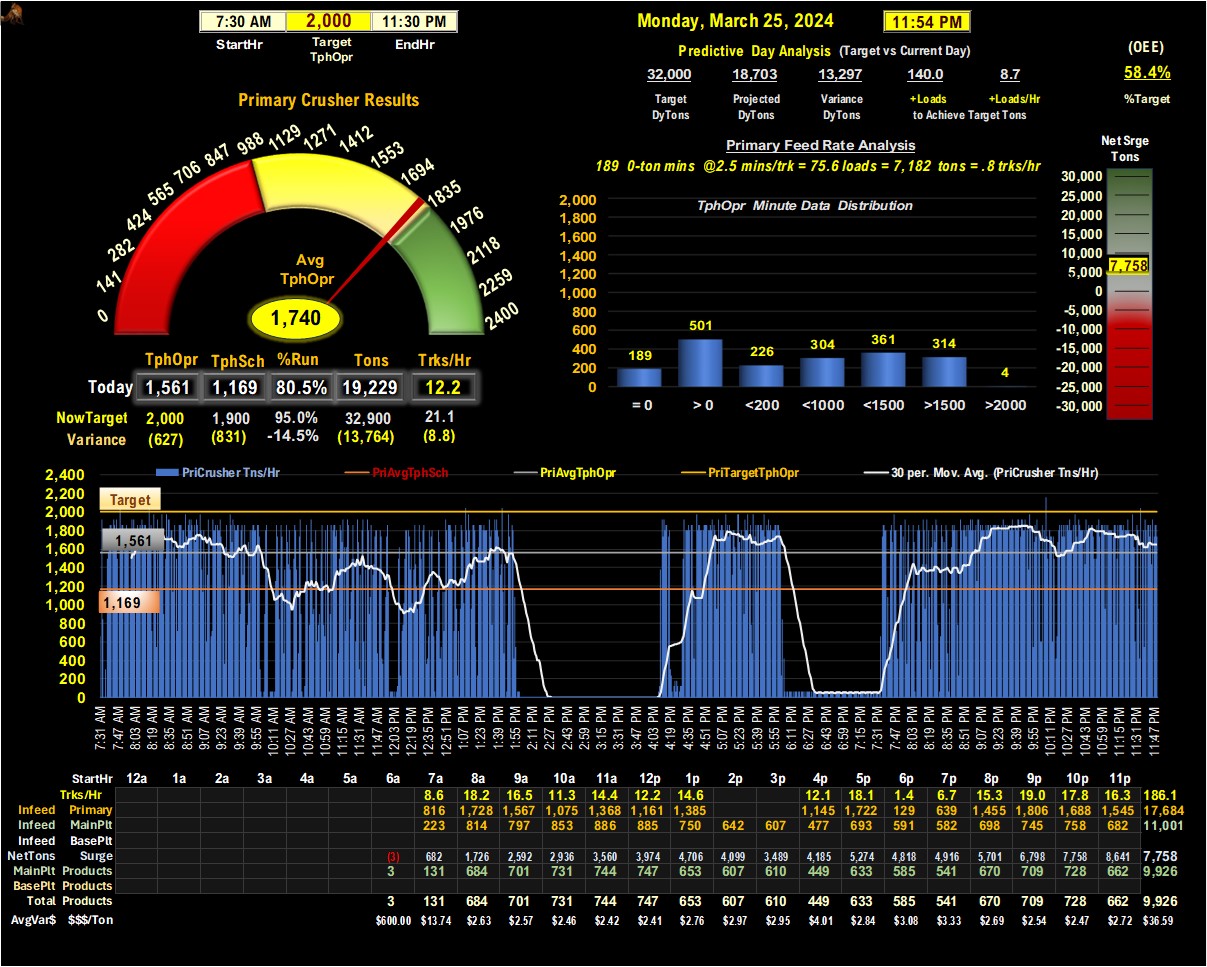 7:30 AM 2,000 11:30 PM
StartHr Target TphOpr EndHr
Monday, March 25, 2024 11:54 PM
Predictive Day Analysis (Target vs Current Day)
32,000 18,703 13,297 140.0 8.7
Target DyTons Projected DyTons Variance DyTons +Loads +Loads/Hr
to Achieve Target Tons
(OEE)
58.4%
%Target
Primary Crusher Results
0 141 282 424 565 706 847 988 1129 1271 1412 1553 1694 1835 1976 2118 2259 2400
Avg
TphOpr
1,740
TphOpr TphSch %Run Tons Trks/Hr
Today 1,561 1,169 80.5% 19,229 12.2
NowTarget 2,000 1,900 95.0% 32,900 21.1
Variance (627) (831) -14.5% (13,764) (8.8)
Primary Feed Rate Analysis
189 0-ton mins @2.5 mins/trk = 75.6 loads = 7,182 tons = .8 trks/hr
TphOpr Minute Data Distribution
2,000
1,800
1,600
1,400
1,200
1,000
800
600
400
200
0
189 501 226 304 361 314 4
= 0 > 0 <200 <1000 <1500 >1500 >2000
Net Srge
Tons
30,000
25,000
20,000
15,000
10,000
7,758
5,000
0
-5,000
-10,000
-15,000
-20,000
-25,000
-30,000
PriCrusher Tns/Hr PriAvgTphSch PriAvgTphOpr PriTargetTphOpr 30 per. Mov. Avg. (PriCrusher Tns/Hr)
2,400
2,200
2,000
1,800
1,600
1,400
1,200
1,000
800
600
400
200
0
Target
1,561
1,169
7:31 AM 7:47 AM 8:03 AM 8:19 AM 8:35 AM 8:51 AM 9:07 AM 9:23 AM 9:39 AM 9:55 AM 10:11 AM 10:27 AM 10:43 AM 10:59 AM 11:15 AM 11:31 AM 11:47 AM 12:03 PM 12:19 PM 12:35 PM 12:51 PM 1:07 PM 1:23 PM 1:39 PM 1:55 PM 2:11 PM 2:27 PM 2:43 PM 2:59 PM 3:15 PM 3:31 PM 3:47 PM 4:03 PM 4:19 PM 4:35 PM 4:51 PM 5:07 PM 5:23 PM 5:39 PM 5:55 PM 6:11 PM 6:27 PM 6:43 PM 6:59 PM 7:15 PM 7:31 PM 7:47 PM 8:03 PM 8:19 PM 8:35 PM 8:51 PM 9:07 PM 9:23 PM 9:39 PM 9:55 PM 10:11 PM 10:27 PM 10:43 PM 10:59 PM 11:15 PM 11:31 PM 11:47 PM
StartHr 12a 1a 2a 3a 4a 5a 6a 7a 8a 9a 10a 11a 12p 1p 2p 3p 4p 5p 6p 7p 8p 9p 10p 11p
Trks/Hr 8.6 18.2 16.5 11.3 14.4 12.2 14.6 12.1 18.1 1.4 6.7 15.3 19.0 17.8 16.3 186.1
Infeed Primary 816 1,728 1,567 1,075 1,368 1,161 1,385 1,145 1,722 129 639 1,455 1,806 1,688 1,545 17,684
Infeed MainPlt 223 814 797 853 886 885 750 642 607 477 693 591 582 698 745 758 682 11,001
Infeed BasePlt
NetTons Surge (3) 682 1,726 2,592 2,936 3,560 3,974 4,706 4,099 3,489 4,185 5,274 4,818 4,916 5,701 6,798 7,758 8,641 7,758
MainPlt Products 3 131 684 701 731 744 747 653 607 610 449 633 585 541 670 709 728 662 9,926
BasePlt Products
Total Products 3 131 684 701 731 744 747 653 607 610 449 633 585 541 670 709 728 662 9,926
AvgVar$ $$$/Ton $600.00 $13.74 $2.63 $2.57 $2.46 $2.42 $2.41 $2.76 $2.97 $2.95 $4.01 $2.84 $3.08 $3.33 $2.69 $2.54 $2.47 $2.72 $36.59